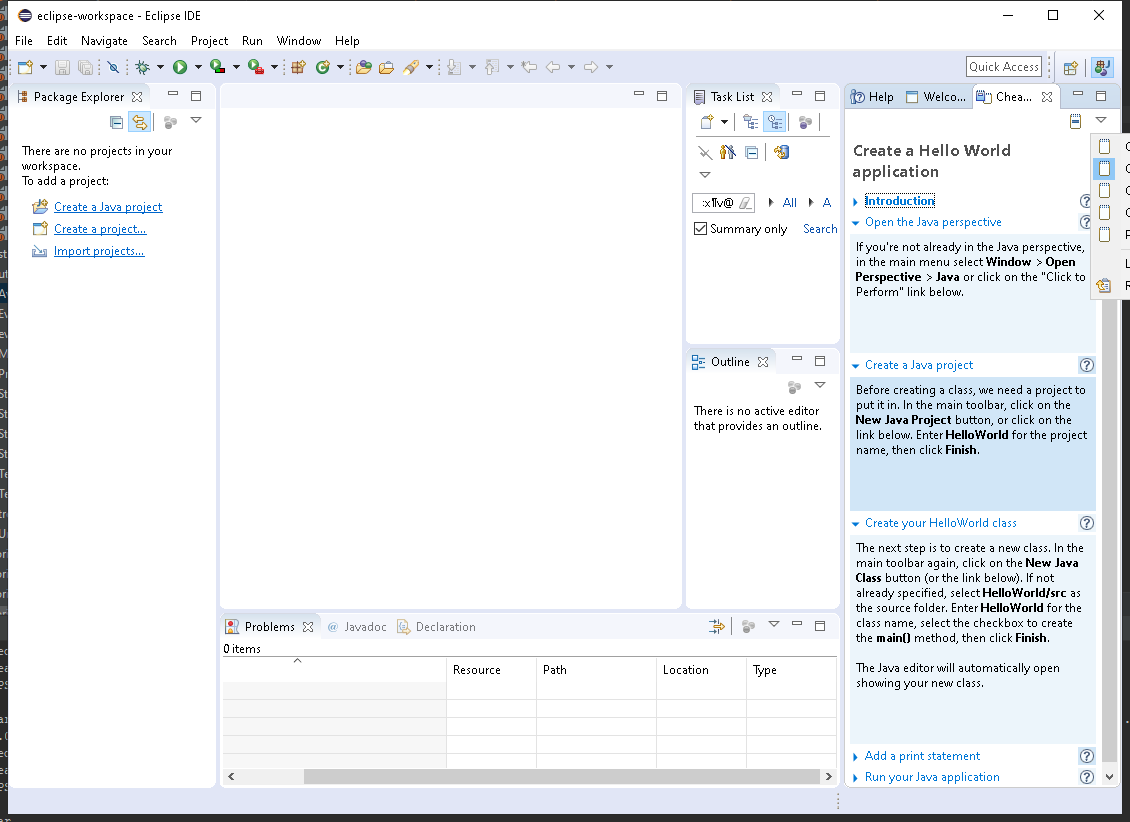 eclipse-workspace - Eclipse IDE
File Edit Navigate Search Project Run Window Help
Quick Access
Package Explorer
There are no projects in your
workspace.
To add a project:
Create a Java project
Create a project...
Import projects...
Task List
All
A
Summary only Search
Outline
There is no active editor
that provides an outline.
Problems @ Javadoc Declaration
0 items
Resource Path Location Type
Help Welco... Chea...
Create a Hello World
application
Introduction
Open the Java perspective
If you're not already in the Java perspective,
in the main menu select Window > Open
Perspective > Java or click on the "Click to
Perform" link below.
Create a Java project
Before creating a class, we need a project to
put it in. In the main toolbar, click on the
New Java Project button, or click on the
link below. Enter HelloWorld for the project
name, then click Finish.
Create your HelloWorld class
The next step is to create a new class. In the
main toolbar again, click on the New Java
Class button (or the link below). If not
already specified, select HelloWorld/src as
the source folder. Enter HelloWorld for the
class name, select the checkbox to create
the main() method, then click Finish.
The Java editor will automatically open
showing your new class.
Add a print statement
Run your Java application